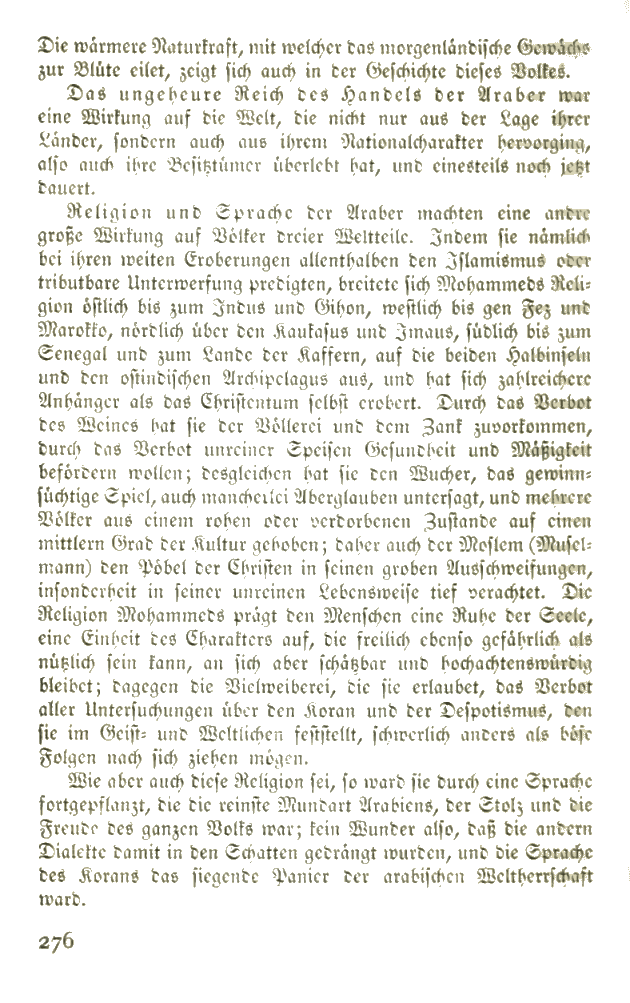 Die wärmere Naturkraft, mit welcher das morgenländische Gewächs
zur Blüte eilet, zeigt sich auch in der Geschichte dieses Volkes.
Das ungeheure Reich des Handels der Araber war
eine Wirkung auf die Welt, die nicht nur aus der Lage ihrer
Länder, sondern auch aus ihrem Nationalcharakter hervorging,
also auch ihre Besitztümer überlebt hat, und einesteils noch jetzt
dauert.
Religion und Sprache der Araber machten eine andre
große Wirkung auf Völker dreier Weltteile. Indem sie nämlich
bei ihren weiten Eroberungen allenthalben den Islamismus oder
tributbare Unterwerfung predigten, breitete sich Mohammeds Reli-
gion östlich bis zum Indus und Gihon, westlich bis gen Fez und
Marokko, nördlich über den Kaukasus und Imaus, südlich bis zum
Senegal und zum Lande der Kaffern, auf die beiden Halbinseln
und den ostindischen Archipelagus aus, und hat sich zahlreichere
Anhänger als das Christentum selbst erobert. Durch das Verbot
des Weines hat sie der Völlerei und dem Zank zuvorkommen,
durch das Verbot unreiner Speisen Gesundheit und Mäßigkeit
befördern wollen; desgleichen hat sie den Wucher, das gewinn-
süchtige Spiel, auch mancherlei Aberglauben untersagt, und mehrere
Völker aus einem rohen oder verdorbenen Zustande auf einen
mittlern Grad der Kultur gehoben; daher auch der Moslem (Musel-
mann) den Pöbel der Christen in seinen groben Ausschweifungen,
insonderheit in seiner unreinen Lebensweise tief verachtet. Die
Religion Mohammeds prägt den Menschen eine Ruhe der Seele,
eine Einheit des Charakters auf, die freilich ebenso gefährlich als
nützlich sein kann, an sich aber schätzbar und hochachtenswürdig
bleibet; dagegen die Vielweiberei, die sie erlaubet, das Verbot
aller Untersuchungen über den Koran und der Despotismus, den
sie im Geist- und Weltlichen feststellt, schwerlich anders als böse
Folgen nach sich ziehen mögen.
Wie aber auch diese Religion sei, so ward sie durch eine Sprache
fortgepflanzt, die die reinste Mundart Arabiens, der Stolz und die
Freude des ganzen Volks war; kein Wunder also, daß die andern
Dialekte damit in den Schatten gedrängt wurden, und die Sprache
des Korans das siegende Panier der arabischen Weltherrschaft
ward.
276